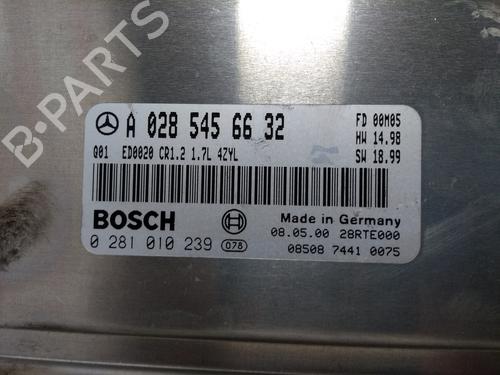 A 028 545 66 32
FD 00M05
HW 14.98
Q01 ED0020 CR1.2 1.7L 4ZYL
SW 18.99
BOSCH
Made in Germany
0 281 010 239 078
08.05.00 28RTE000
08508 7441 0075
B-PARTS